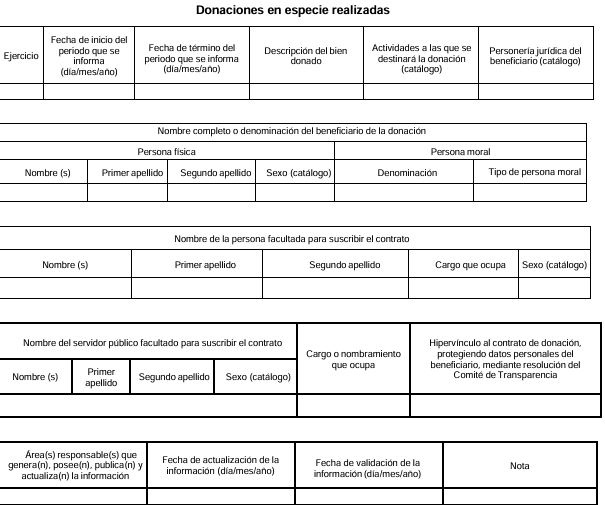 Donaciones en especie realizadas
Ejercicio
Fecha de inicio del
periodo que se
informa
(día/mes/año)
Fecha de término del
periodo que se informa
(día/mes/año)
Descripción del bien
donado
Actividades a las que se
destinará la donación
(catálogo)
Personería jurídica del
beneficiario (catálogo)
Nombre completo o denominación del beneficiario de la donación
Persona física
Persona moral
Nombre (s)
Primer apellido
Segundo apellido
Sexo (catálogo)
Denominación
Tipo de persona moral
Nombre de la persona facultada para suscribir el contrato
Nombre (s)
Primer apellido
Segundo apellido
Cargo que ocupa
Sexo (catálogo)
Nombre del servidor público facultado para suscribir el contrato
Nombre (s)
Primer
apellido
Segundo apellido
Sexo (catálogo)
Cargo o nombramiento
que ocupa
Hipervínculo al contrato de donación,
protegiendo datos personales del
beneficiario, mediante resolución del
Comité de Transparencia
Área(s) responsable(s) que
genera(n), posee(n), publica(n) y
actualiza(n) la información
Fecha de actualización de la
información (día/mes/año)
Fecha de validación de la
información (día/mes/año)
Nota